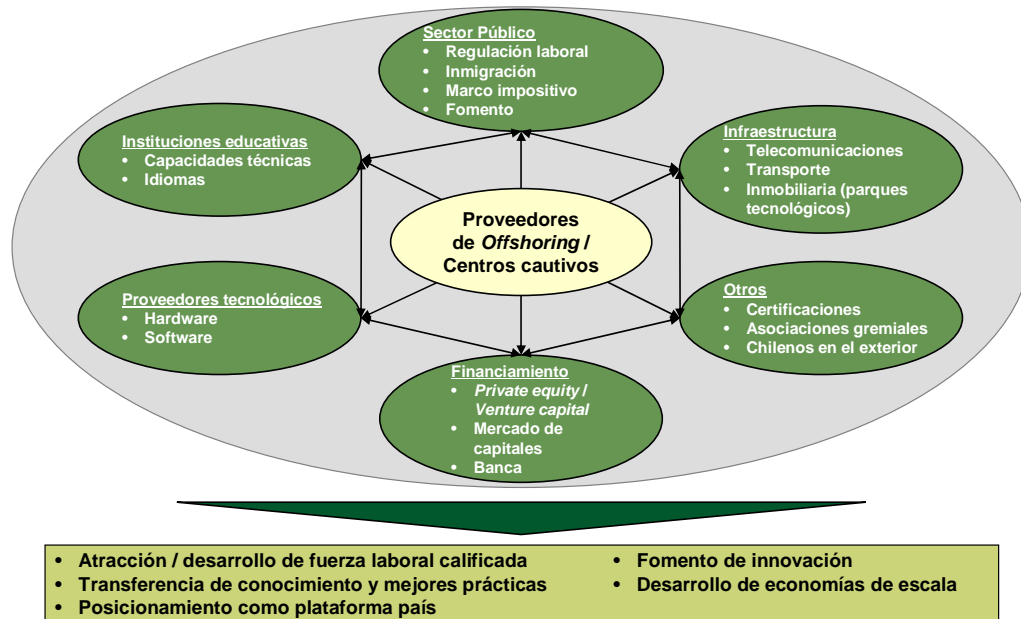 Sector Público
• Regulación laboral
• Inmigración
• Marco impositivo
• Fomento
Instituciones educativas
• Capacidades técnicas
• Idiomas
Infraestructura
• Telecomunicaciones
• Transporte
• Inmobiliaria (parques
tecnológicos)
Proveedores
de Offshoring /
Centros cautivos
Proveedores tecnológicos
• Hardware
• Software
Otros
• Certificaciones
• Asociaciones gremiales
• Chilenos en el exterior
Financiamiento
• Private equity /
Venture capital
• Mercado de
capitales
• Banca
• Atracción / desarrollo de fuerza laboral calificada
• Transferencia de conocimiento y mejores prácticas
• Posicionamiento como plataforma país
• Fomento de innovación
• Desarrollo de economías de escala